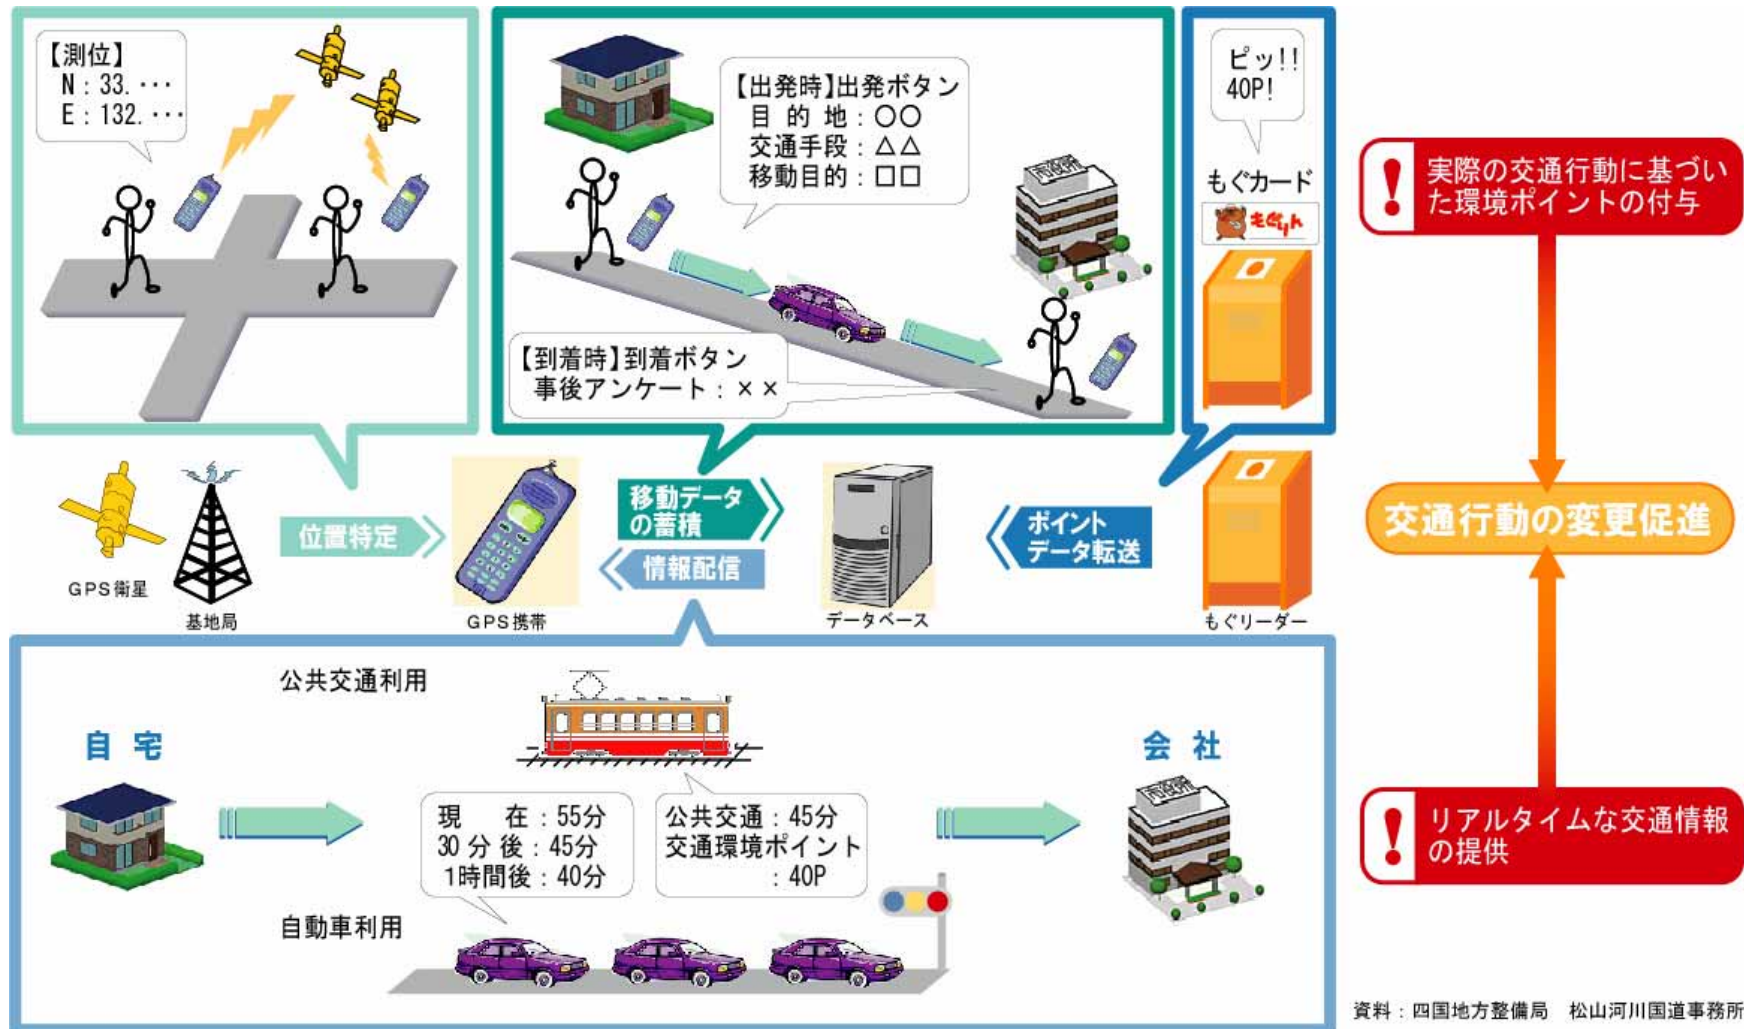 【測位】
N：33.・・・
E：132.・・・
【出発時】出発ボタン
目的地：〇〇
交通手段：△△
移動目的：□□
【到着時】到着ボタン
事後アンケート：××
ピッ!!
40P!
もぐカード
もぐりん
実際の交通行動に基づい
た環境ポイントの付与
GPS衛星
基地局
位置特定
GPS携帯
移動データ
の蓄積
情報配信
データベース
ポイント
データ転送
もぐリーダー
交通行動の変更促進
公共交通利用
自宅
会社
現在：55分
30分後：45分
1時間後：40分
公共交通：45分
交通環境ポイント
：40P
自動車利用
リアルタイムな交通情報
の提供
資料：四国地方整備局　松山河川国道事務所